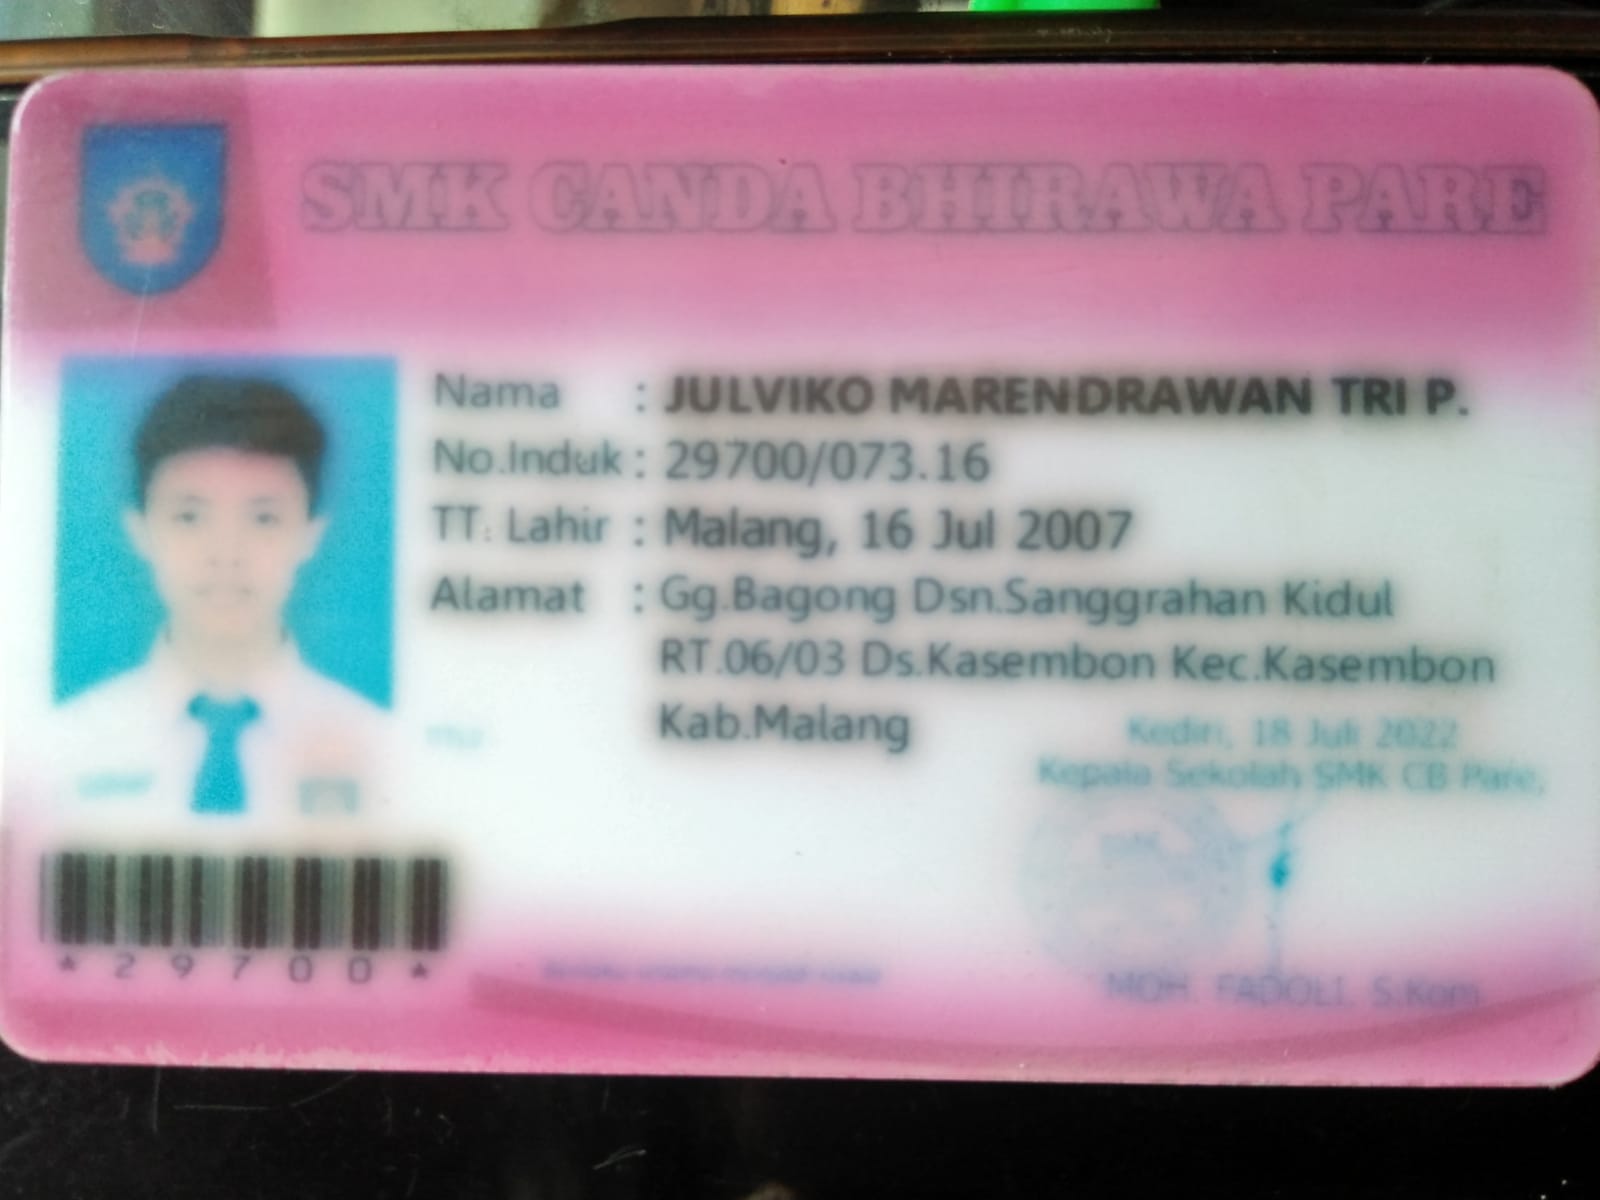 SMK CANDA BHIRAWA PARE
Nama : JULVIKO MARENDRAWAN TRI P.
No.Induk : 29700/073.16
TT. Lahir : Malang, 16 Jul 2007
Alamat : Gg.Bagong Dsn.Sanggrahan Kidul
RT.06/03 Ds.Kasembon Kec.Kasembon
Kab.Malang
Kediri, 18 Juli 2022
Kepala Sekolah SMK CB Pare,
MOH. FADOLI. S.Kom
*29700*